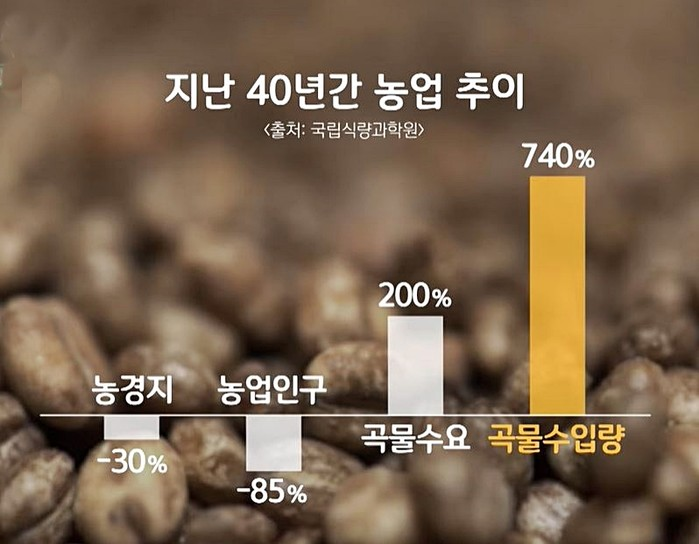 지난 40년간 농업 추이
<출처: 국립식량과학원>
740%
200%
농경지
농업인구
곡물수요
곡물수입량
-30%
-85%